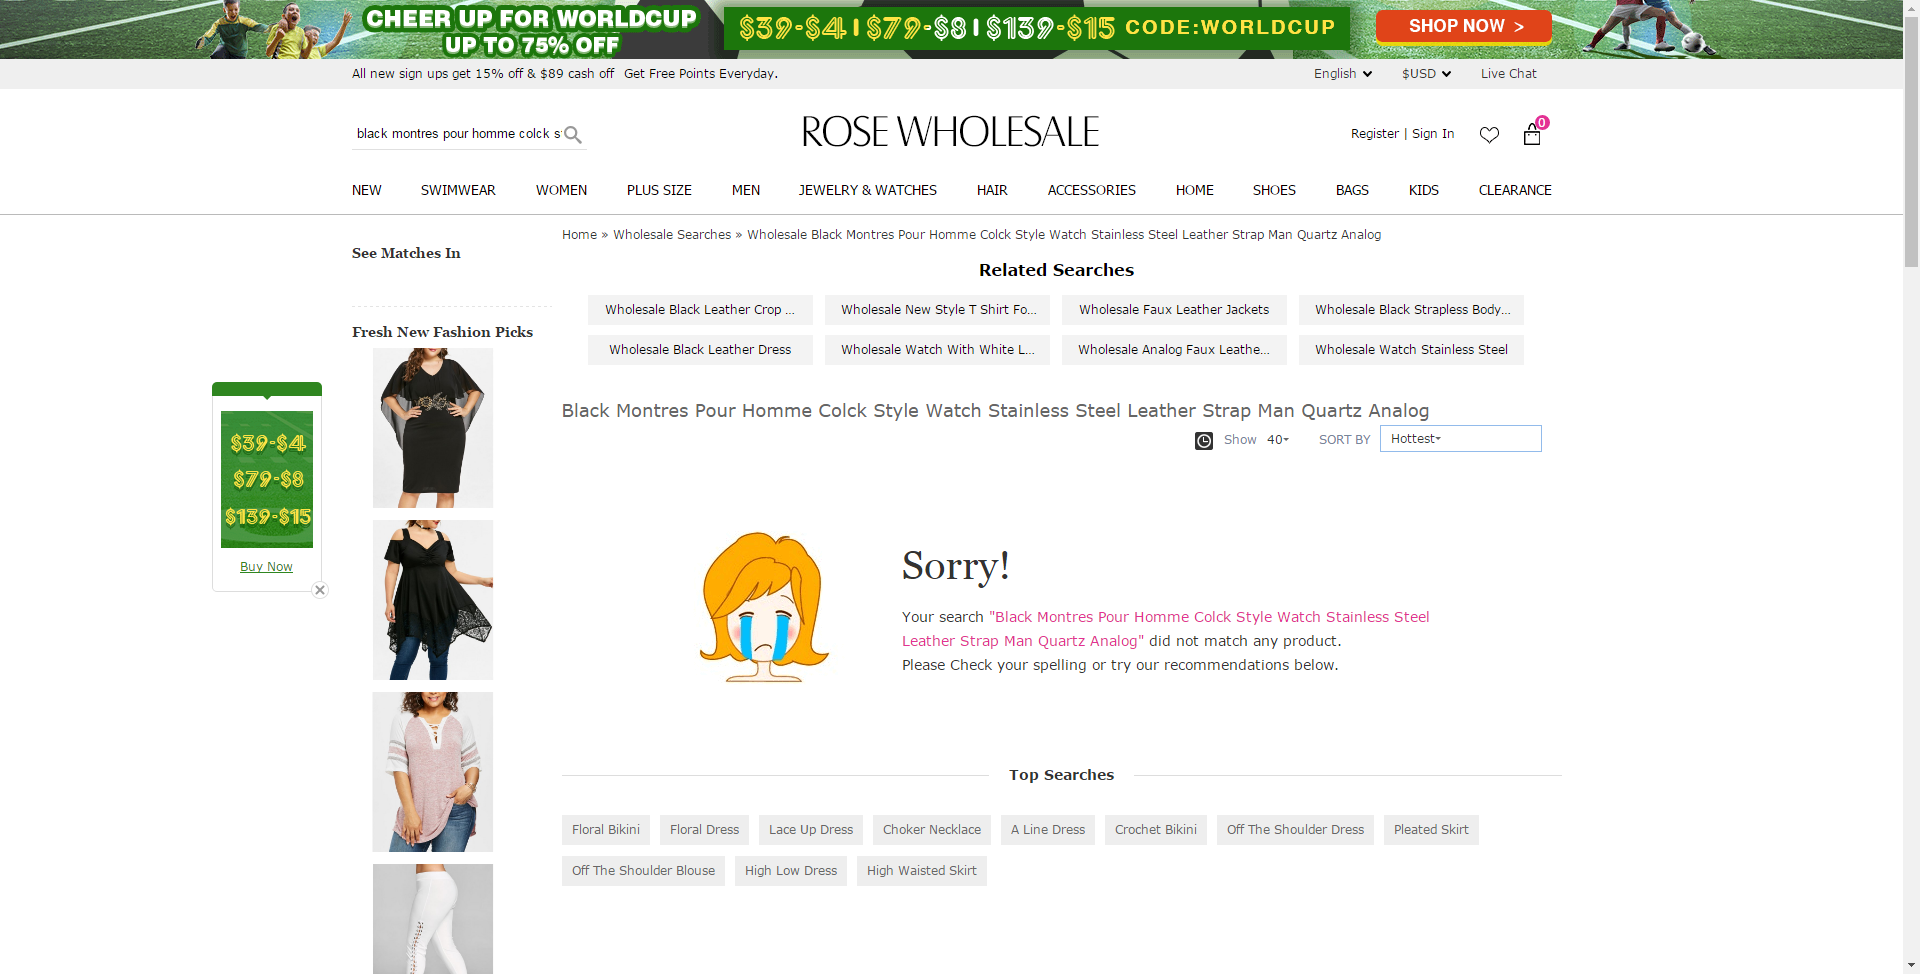 CHEER UP FOR WORLDCUP
UP TO 75% OFF
$39-$4 | $79-$8 | $139-$15 CODE:WORLDCUP
SHOP NOW >
All new sign ups get 15% off & $89 cash off Get Free Points Everyday.
English $USD Live Chat
black montres pour homme colck s
ROSE WHOLESALE
Register | Sign In
0
NEW SWIMWEAR WOMEN PLUS SIZE MEN JEWELRY & WATCHES HAIR ACCESSORIES HOME SHOES BAGS KIDS CLEARANCE
Home » Wholesale Searches » Wholesale Black Montres Pour Homme Colck Style Watch Stainless Steel Leather Strap Man Quartz Analog
See Matches In
Fresh New Fashion Picks
Related Searches
Wholesale Black Leather Crop ... Wholesale New Style T Shirt Fo... Wholesale Faux Leather Jackets Wholesale Black Strapless Body...
Wholesale Black Leather Dress Wholesale Watch With White L... Wholesale Analog Faux Leathe... Wholesale Watch Stainless Steel
Black Montres Pour Homme Colck Style Watch Stainless Steel Leather Strap Man Quartz Analog
Show 40 SORT BY Hottest
$39-$4
$79-$8
$139-$15
Buy Now
Sorry!
Your search "Black Montres Pour Homme Colck Style Watch Stainless Steel
Leather Strap Man Quartz Analog" did not match any product.
Please Check your spelling or try our recommendations below.
Top Searches
Floral Bikini Floral Dress Lace Up Dress Choker Necklace A Line Dress Crochet Bikini Off The Shoulder Dress Pleated Skirt
Off The Shoulder Blouse High Low Dress High Waisted Skirt